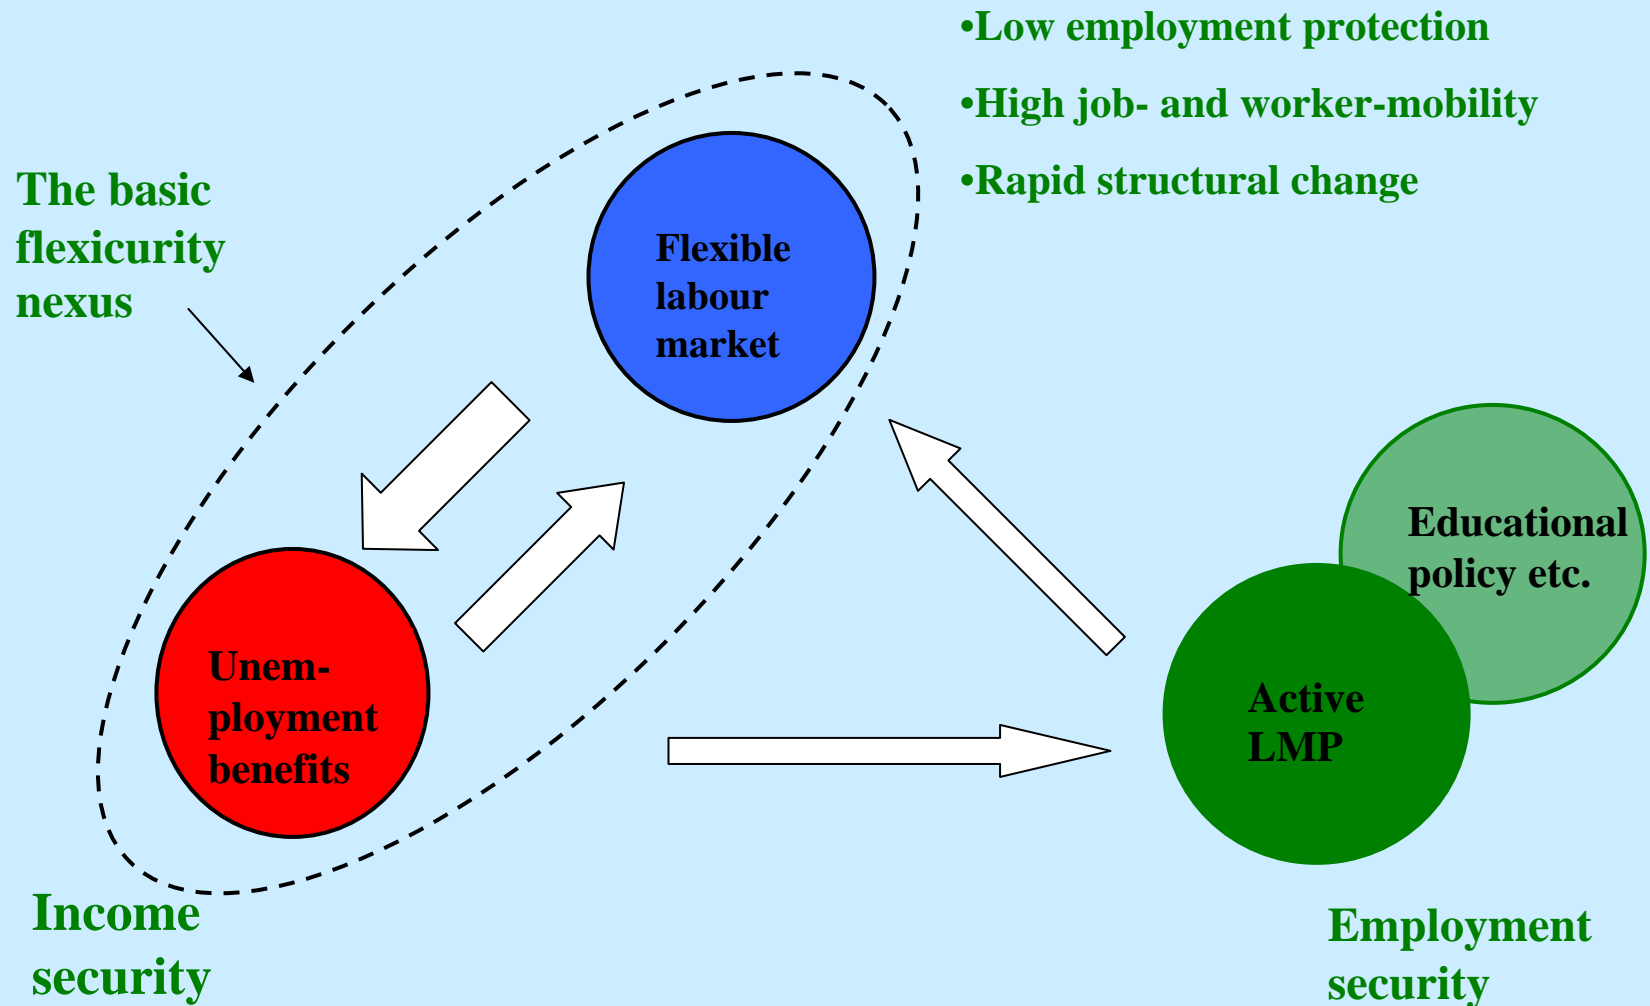 •Low employment protection
•High job- and worker-mobility
•Rapid structural change
The basic
flexicurity
nexus
Flexible
labour
market
Educational
policy etc.
Unem-
ployment
benefits
Active
LMP
Income
security
Employment
security